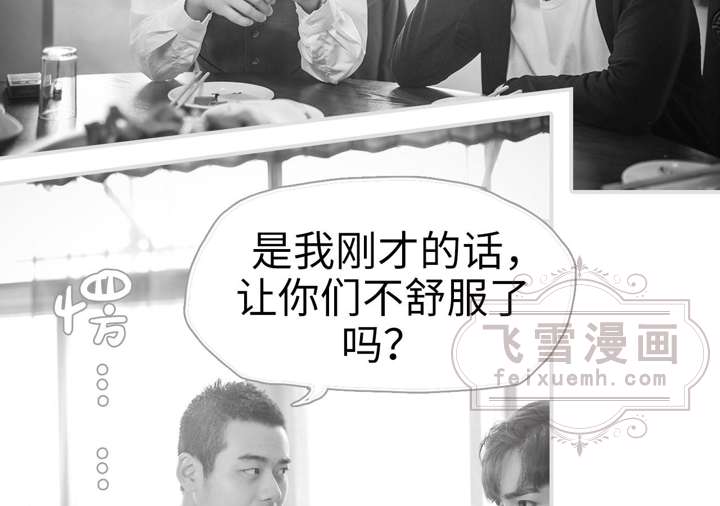 是我刚才的话，
让你们不舒服了
吗？
愣
……
……
飞雪漫画
feixuemh.com